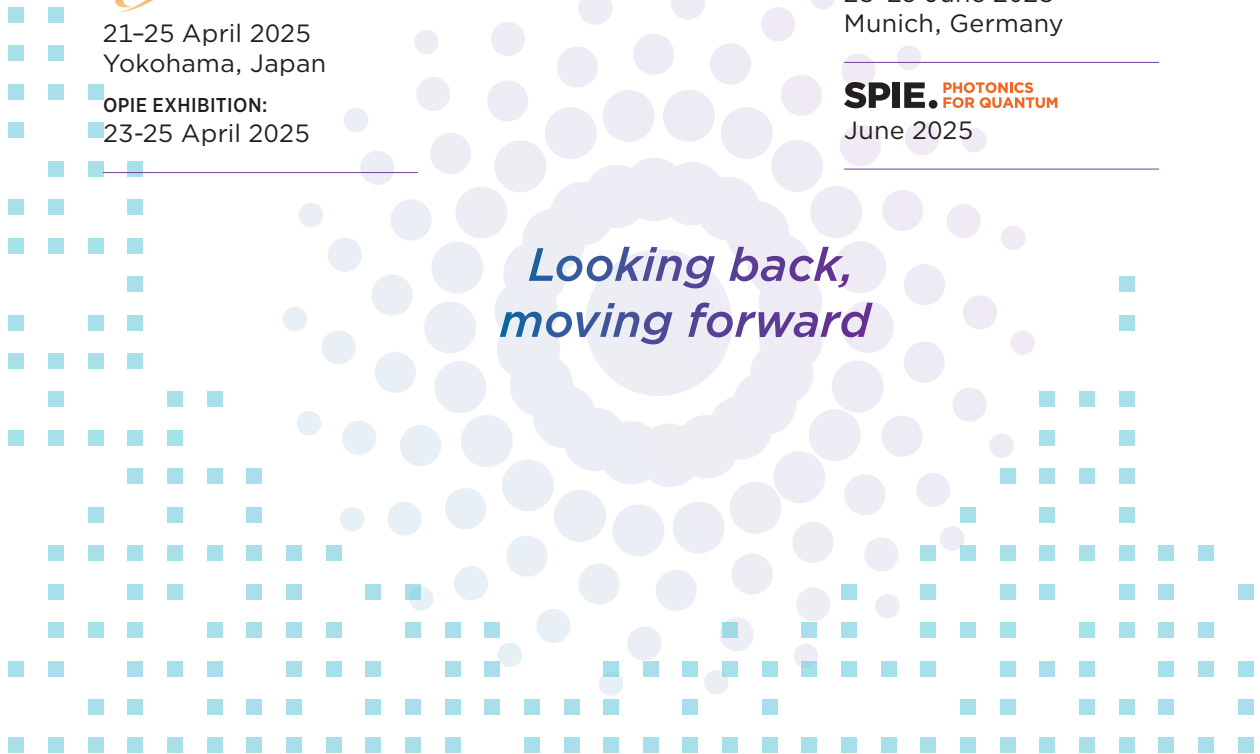 21–25 April 2025
Yokohama, Japan
OPIE EXHIBITION:
23-25 April 2025
Munich, Germany
SPIE. PHOTONICS
FOR QUANTUM
June 2025
Looking back,
moving forward